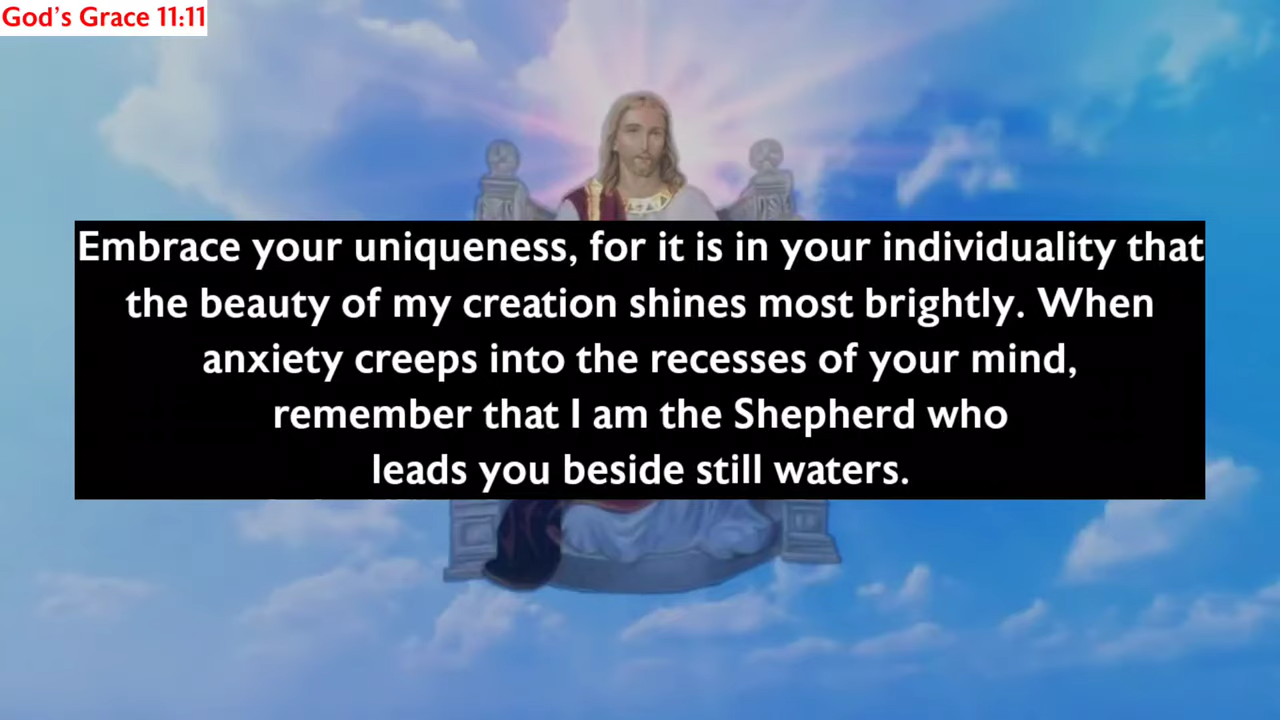 God's Grace 11:11
Embrace your uniqueness, for it is in your individuality that
the beauty of my creation shines most brightly. When
anxiety creeps into the recesses of your mind,
remember that I am the Shepherd who
leads you beside still waters.